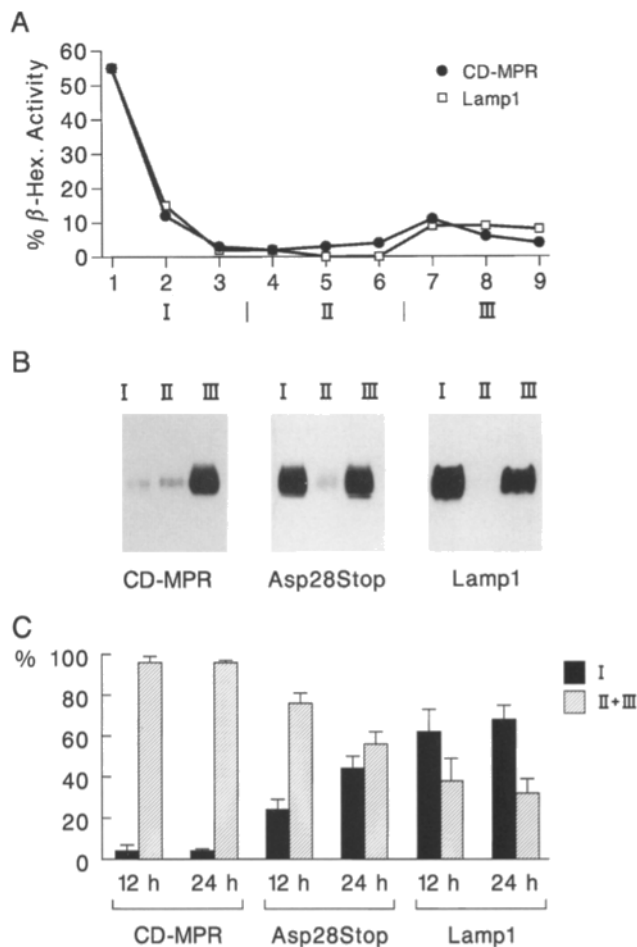 A
% β-Hex. Activity
60
50
40
30
20
10
0
CD-MPR
Lamp1
1 2 3 4 5 6 7 8 9
I | II | III
B
I II III I II III I II III
CD-MPR Asp28Stop Lamp1
C
%
100
80
60
40
20
0
I
II+III
12 h 24 h 12 h 24 h 12 h 24 h
CD-MPR Asp28Stop Lamp1